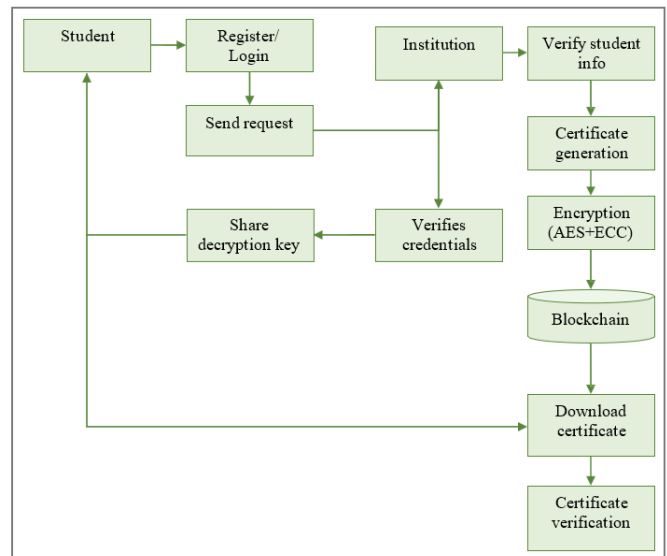 Student
Register/
Login
Institution
Verify student
info
Send request
Certificate
generation
Share
decryption key
Verifies
credentials
Encryption
(AES+ECC)
Blockchain
Download
certificate
Certificate
verification